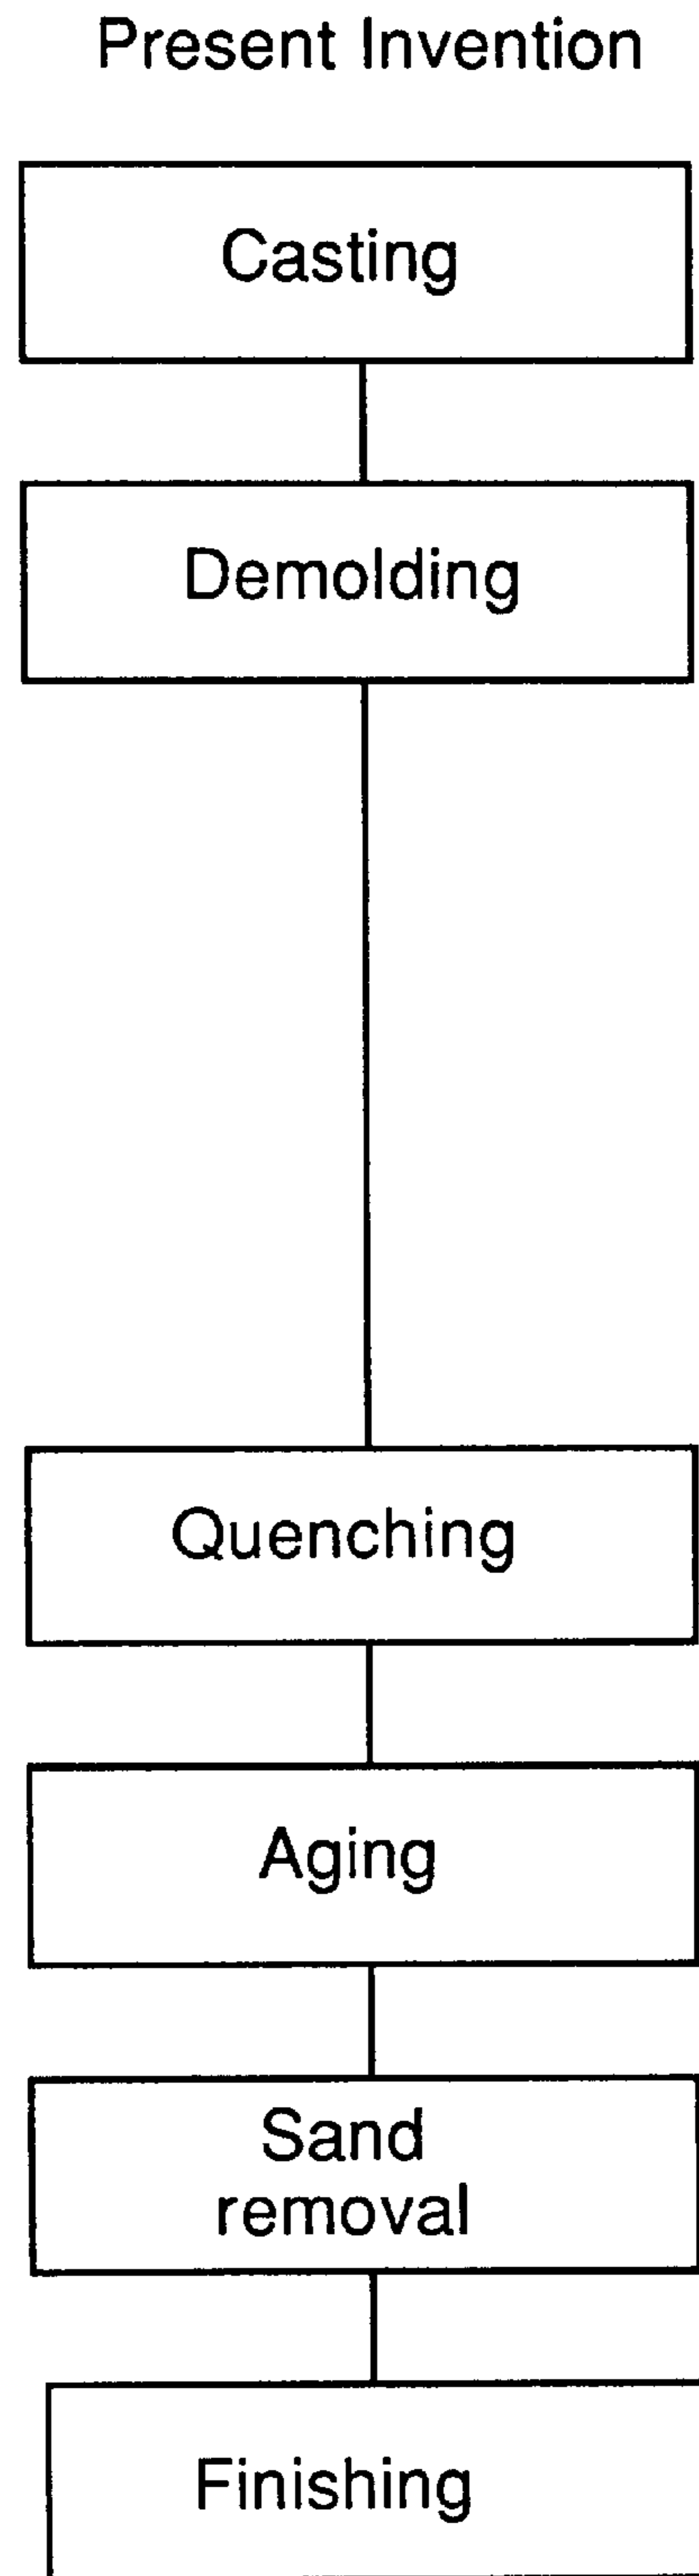 Present Invention
Casting
Demolding
Quenching
Aging
Sand
removal
Finishing